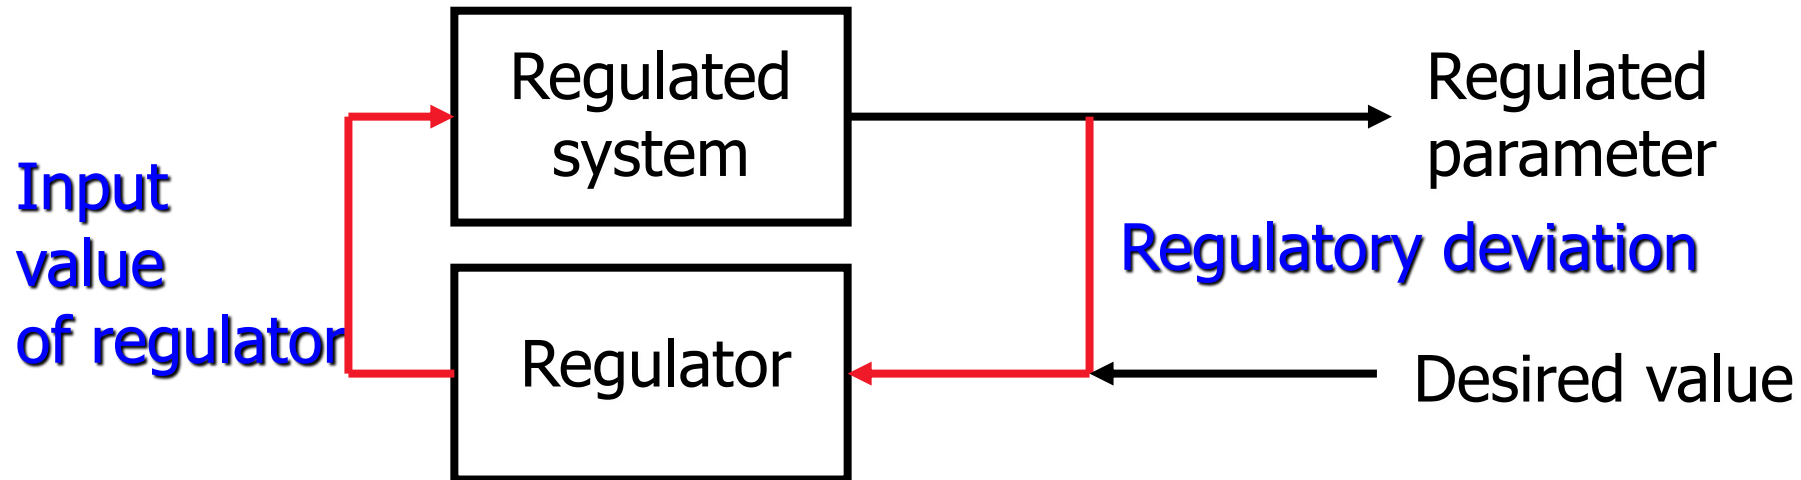 Regulated
system
Regulated
parameter
Input
value
of regulator
Regulatory deviation
Regulator
Desired value